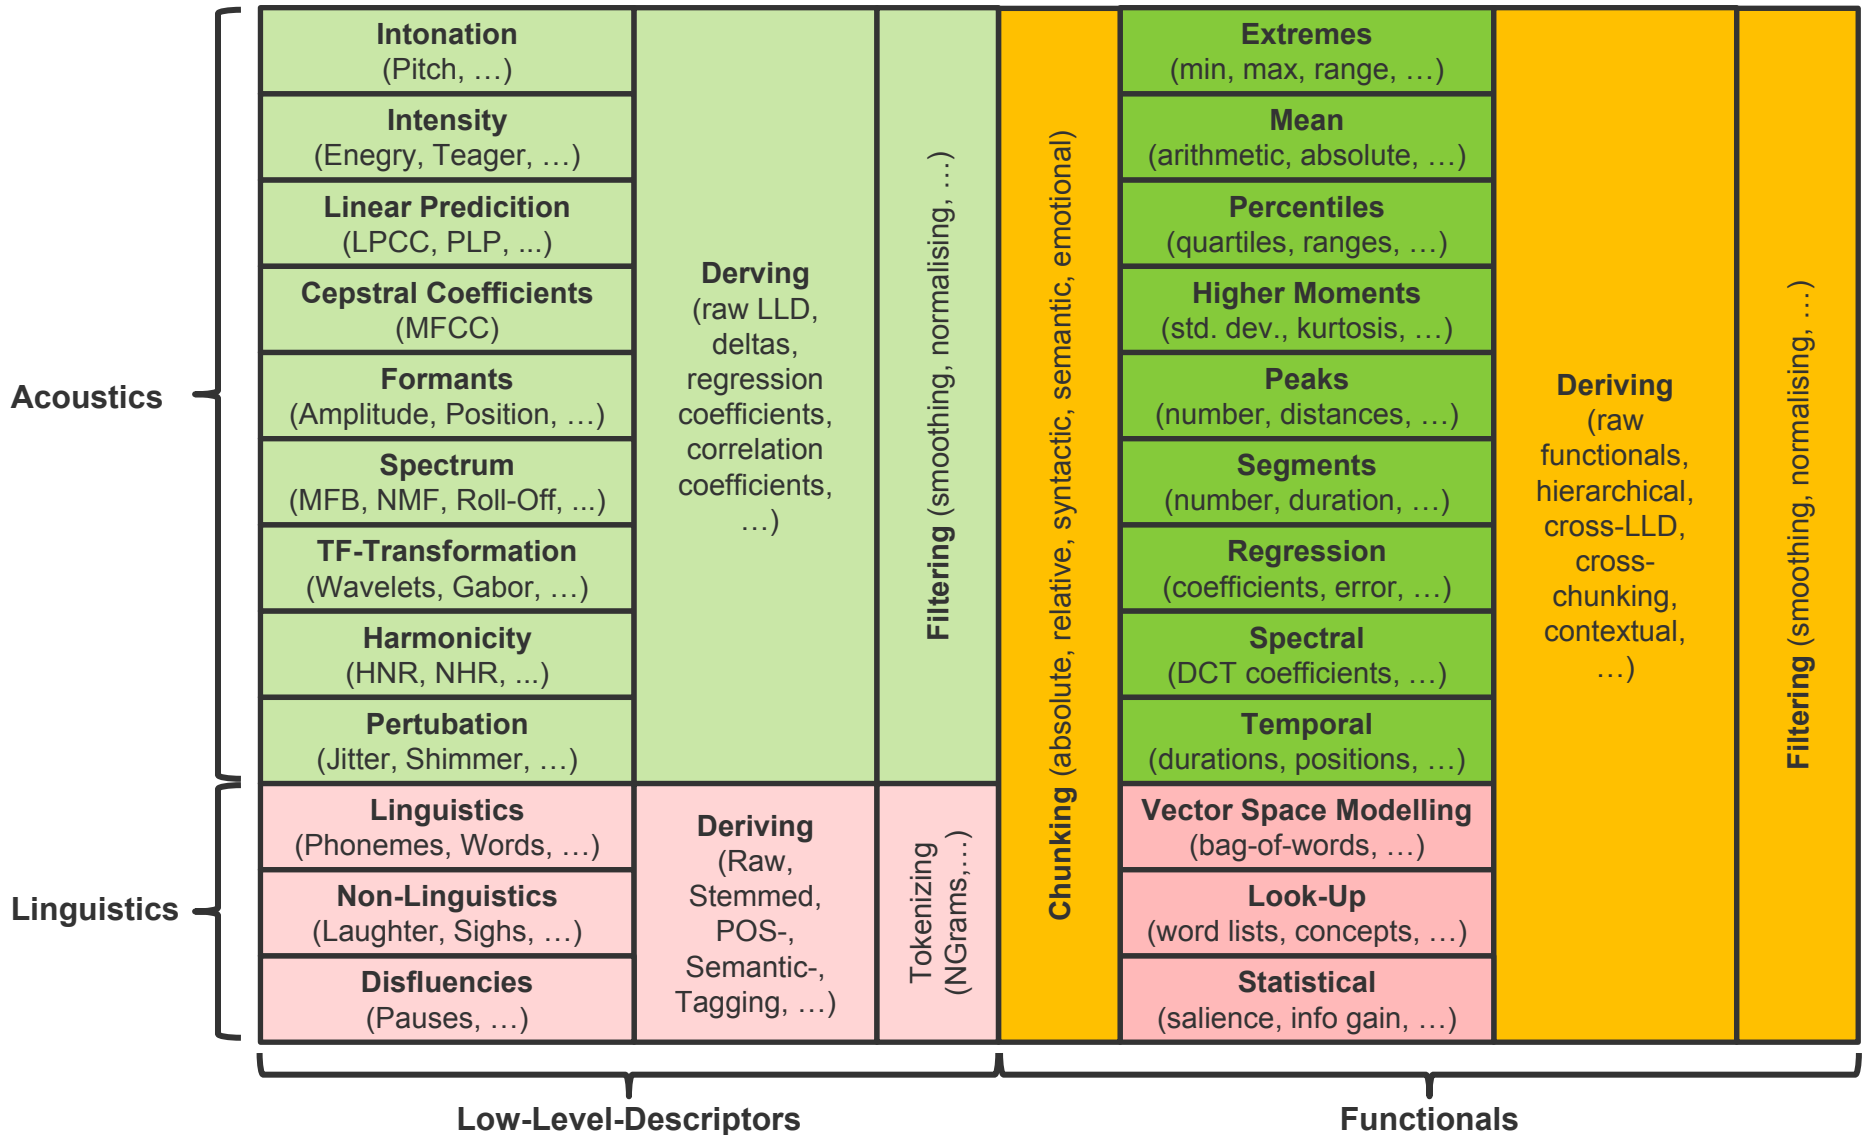 Acoustics
Linguistics
Intonation
(Pitch, …)
Intensity
(Enegry, Teager, …)
Linear Predicition
(LPCC, PLP, ...)
Cepstral Coefficients
(MFCC)
Formants
(Amplitude, Position, …)
Spectrum
(MFB, NMF, Roll-Off, ...)
TF-Transformation
(Wavelets, Gabor, …)
Harmonicity
(HNR, NHR, ...)
Pertubation
(Jitter, Shimmer, …)
Linguistics
(Phonemes, Words, …)
Non-Linguistics
(Laughter, Sighs, …)
Disfluencies
(Pauses, …)
Derving
(raw LLD,
deltas,
regression
coefficients,
correlation
coefficients,
…)
Deriving
(Raw,
Stemmed,
POS-,
Semantic-,
Tagging, …)
Filtering (smoothing, normalising, …)
Tokenizing
(NGrams,…)
Chunking (absolute, relative, syntactic, semantic, emotional)
Extremes
(min, max, range, …)
Mean
(arithmetic, absolute, …)
Percentiles
(quartiles, ranges, …)
Higher Moments
(std. dev., kurtosis, …)
Peaks
(number, distances, …)
Segments
(number, duration, …)
Regression
(coefficients, error, …)
Spectral
(DCT coefficients, …)
Temporal
(durations, positions, …)
Vector Space Modelling
(bag-of-words, …)
Look-Up
(word lists, concepts, …)
Statistical
(salience, info gain, …)
Deriving
(raw
functionals,
hierarchical,
cross-LLD,
cross-
chunking,
contextual,
…)
Filtering (smoothing, normalising, …)
Low-Level-Descriptors
Functionals